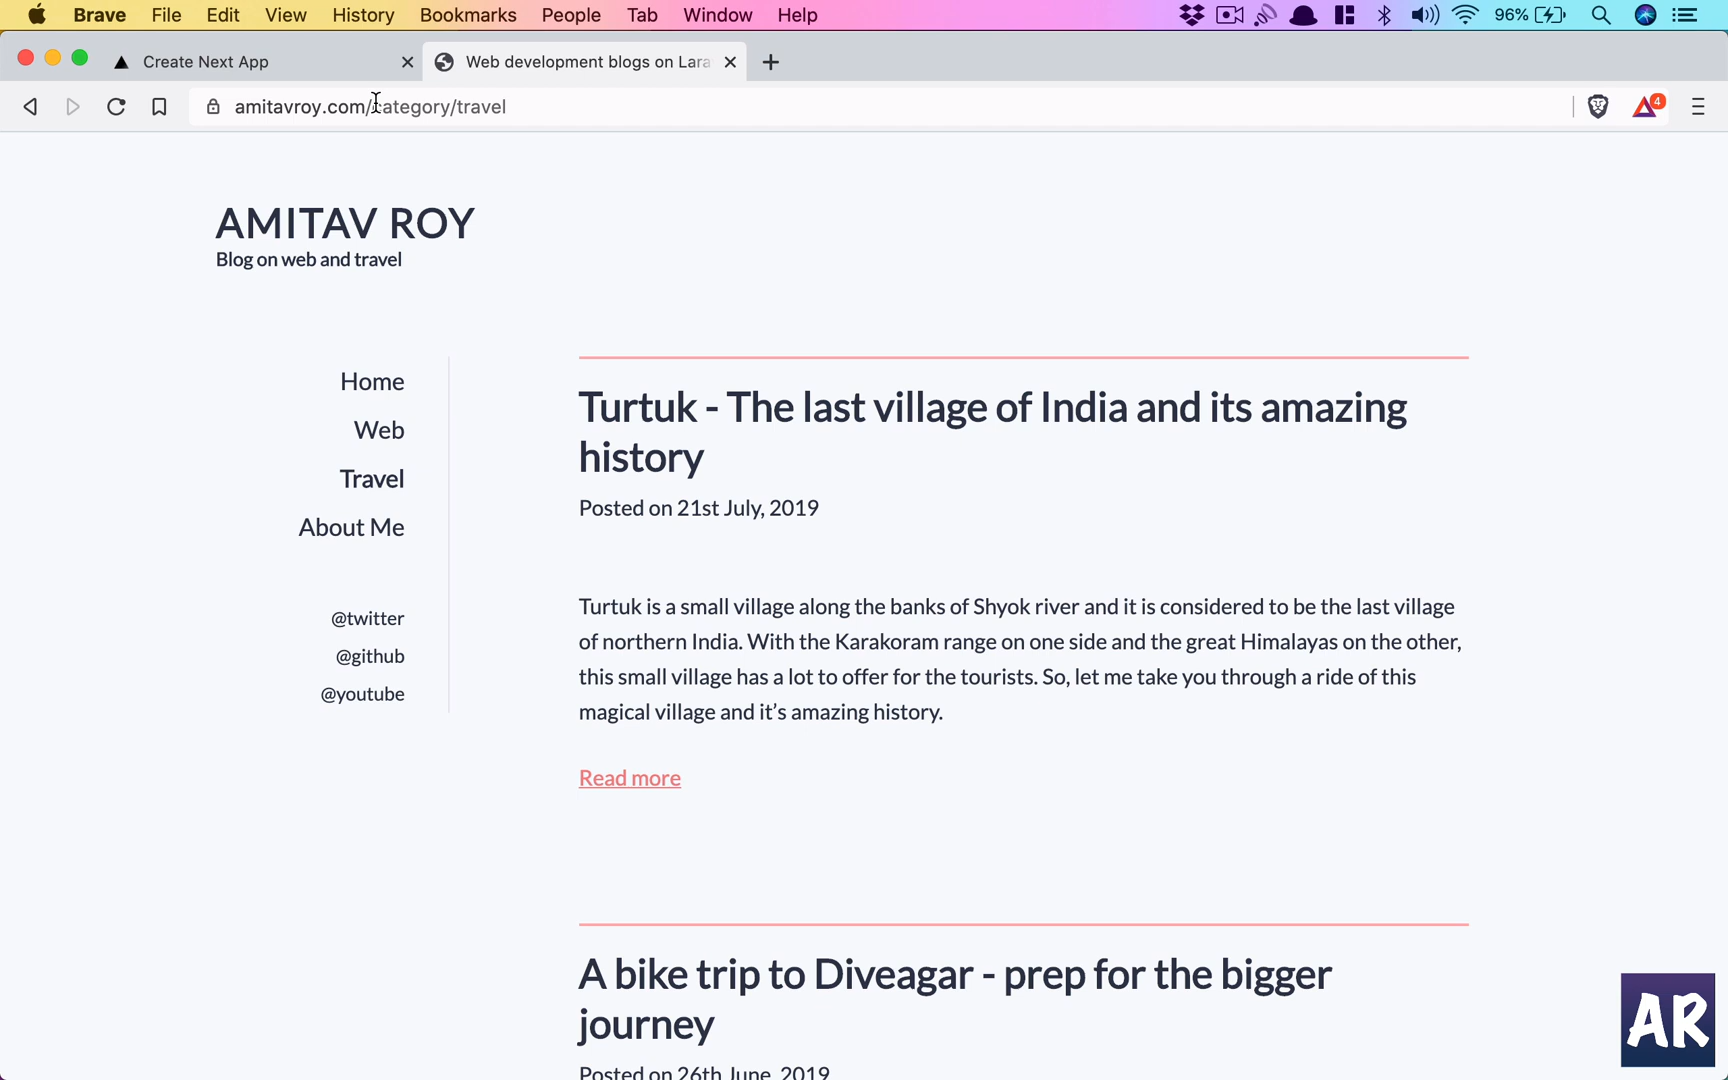 Brave File Edit View History Bookmarks People Tab Window Help 96%
Create Next App
Web development blogs on Lara
amitavroy.com/category/travel
4
AMITAV ROY
Blog on web and travel
Home
Web
Travel
About Me
@twitter
@github
@youtube
Turtuk - The last village of India and its amazing
history
Posted on 21st July, 2019
Turtuk is a small village along the banks of Shyok river and it is considered to be the last village
of northern India. With the Karakoram range on one side and the great Himalayas on the other,
this small village has a lot to offer for the tourists. So, let me take you through a ride of this
magical village and it’s amazing history.
Read more
A bike trip to Diveagar - prep for the bigger
journey
Posted on 26th June, 2019
AR